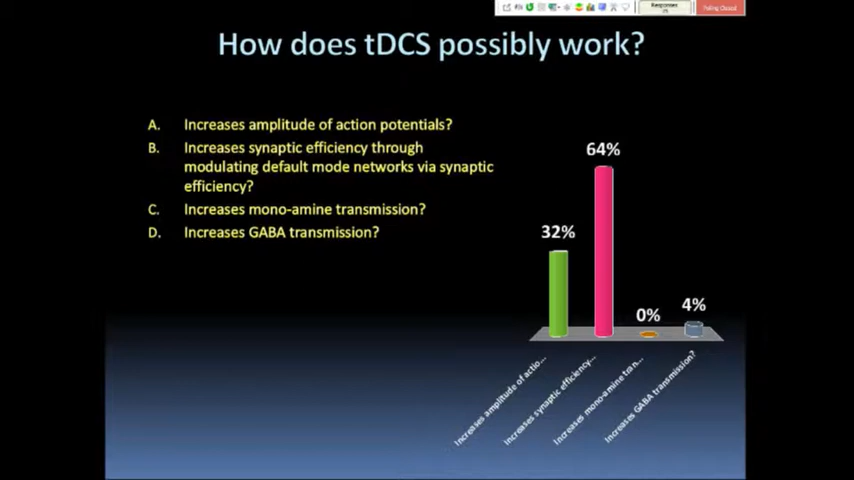 Responses
Polling Closed
How does tDCS possibly work?
A. Increases amplitude of action potentials?
B. Increases synaptic efficiency through
modulating default mode networks via synaptic
efficiency?
C. Increases mono-amine transmission?
D. Increases GABA transmission?
32%
64%
0%
4%
Increases amplitude of actio...
Increases synaptic efficiency...
Increases mono-amine tran...
Increases GABA transmission?